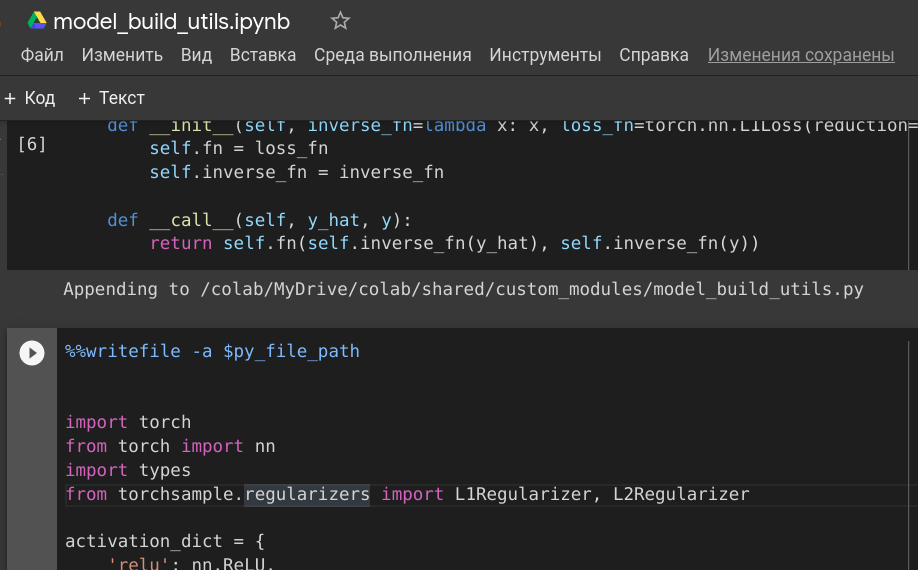 model_build_utils.ipynb
Файл Изменить Вид Вставка Среда выполнения Инструменты Справка Изменения сохранены
+ Код + Текст
def __init__(self, inverse_fn=lambda x: x, loss_fn=torch.nn.L1Loss(reduction=
[6]
self.fn = loss_fn
self.inverse_fn = inverse_fn
def __call__(self, y_hat, y):
return self.fn(self.inverse_fn(y_hat), self.inverse_fn(y))
Appending to /colab/MyDrive/colab/shared/custom_modules/model_build_utils.py
%%writefile -a $py_file_path
import torch
from torch import nn
import types
from torchsample.regularizers import L1Regularizer, L2Regularizer
activation_dict = {
'relu': nn.ReLU,